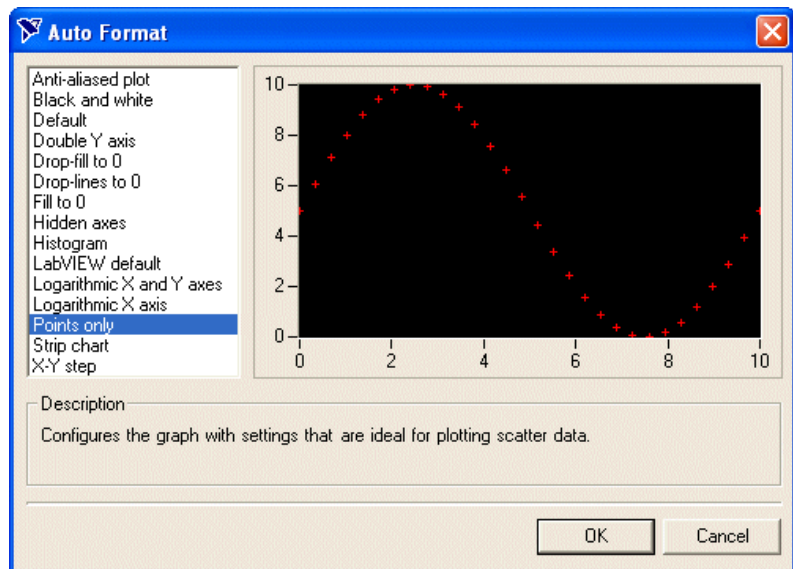 Auto Format
Anti-aliased plot
Black and white
Default
Double Y axis
Drop-fill to 0
Drop-lines to 0
Fill to 0
Hidden axes
Histogram
LabVIEW default
Logarithmic X and Y axes
Logarithmic X axis
Points only
Strip chart
X-Y step
10
8
6
4
2
0
0 2 4 6 8 10
Description
Configures the graph with settings that are ideal for plotting scatter data.
OK Cancel